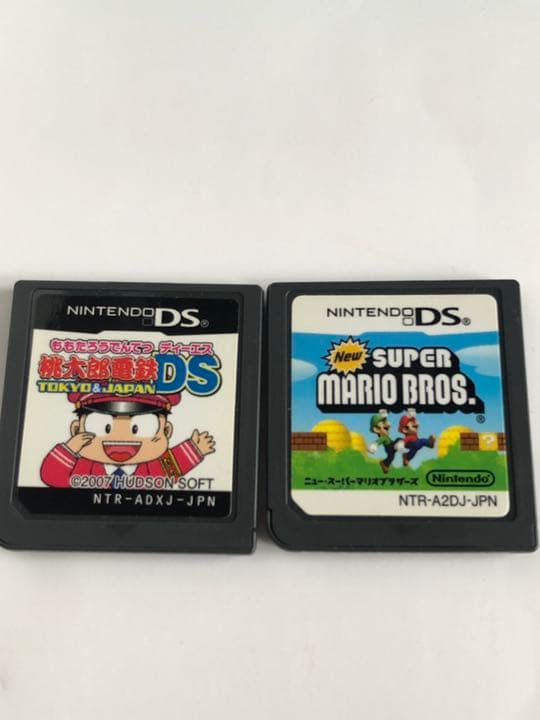 NINTENDO DS®
ももたろうでんてつ ディーエス
桃太郎電鉄DS
TOKYO&JAPAN
©2007 HUDSON SOFT
NTR-ADXJ-JPN
NINTENDO DS®
New
SUPER
MARIO BROS.
ニュー・スーパーマリオブラザーズ
Nintendo
NTR-A2DJ-JPN